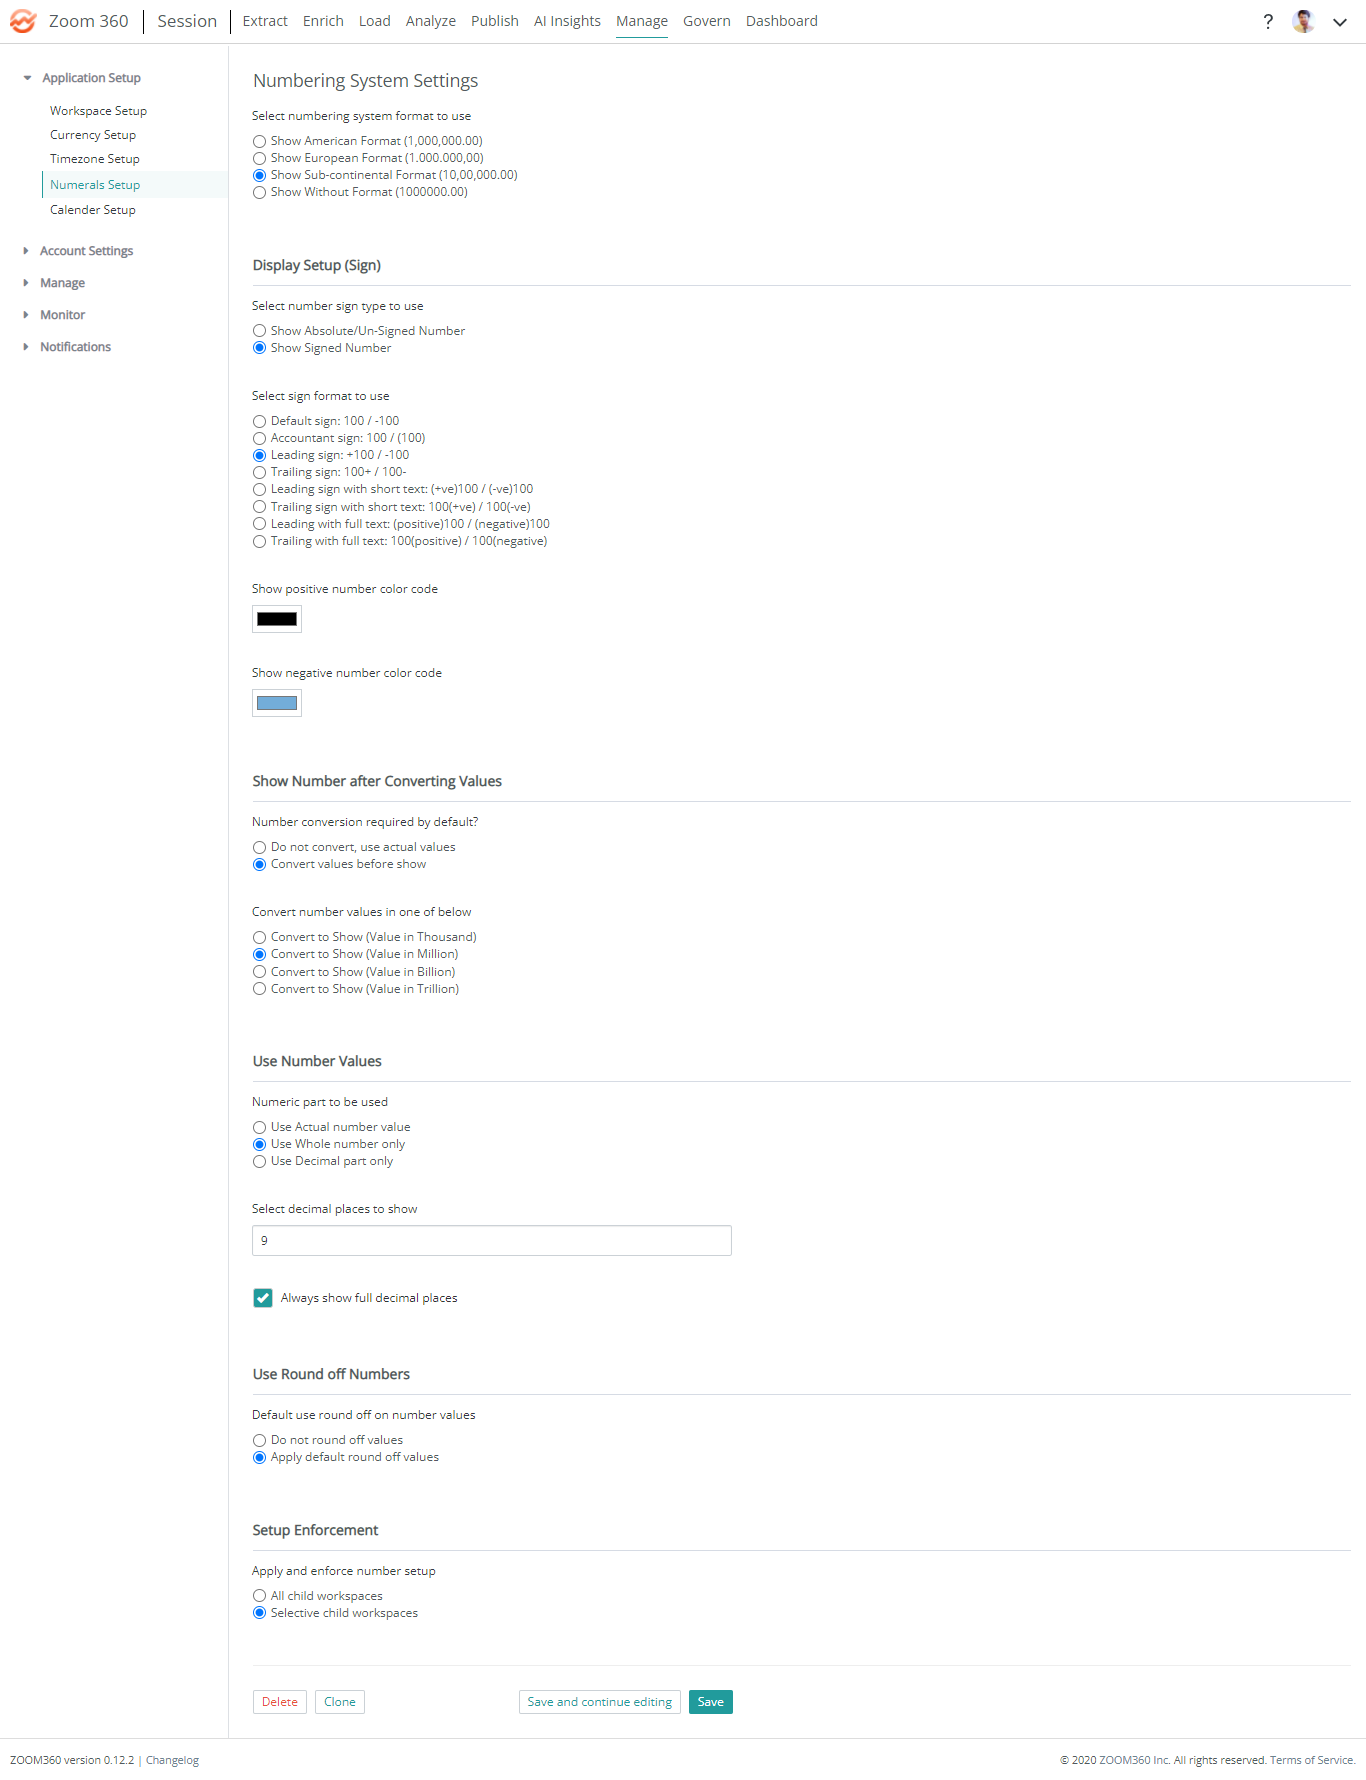 Zoom 360 | Session | Extract Enrich Load Analyze Publish AI Insights Manage Govern Dashboard ?
Application Setup
Workspace Setup
Currency Setup
Timezone Setup
Numerals Setup
Calender Setup
Account Settings
Manage
Monitor
Notifications
Numbering System Settings
Select numbering system format to use
Show American Format (1,000,000.00)
Show European Format (1.000.000,00)
Show Sub-continental Format (10,00,000.00)
Show Without Format (1000000.00)
Display Setup (Sign)
Select number sign type to use
Show Absolute/Un-Signed Number
Show Signed Number
Select sign format to use
Default sign: 100 / -100
Accountant sign: 100 / (100)
Leading sign: +100 / -100
Trailing sign: 100+ / 100-
Leading sign with short text: (+ve)100 / (-ve)100
Trailing sign with short text: 100(+ve) / 100(-ve)
Leading with full text: (positive)100 / (negative)100
Trailing with full text: 100(positive) / 100(negative)
Show positive number color code
Show negative number color code
Show Number after Converting Values
Number conversion required by default?
Do not convert, use actual values
Convert values before show
Convert number values in one of below
Convert to Show (Value in Thousand)
Convert to Show (Value in Million)
Convert to Show (Value in Billion)
Convert to Show (Value in Trillion)
Use Number Values
Numeric part to be used
Use Actual number value
Use Whole number only
Use Decimal part only
Select decimal places to show
9
Always show full decimal places
Use Round off Numbers
Default use round off on number values
Do not round off values
Apply default round off values
Setup Enforcement
Apply and enforce number setup
All child workspaces
Selective child workspaces
Delete Clone Save and continue editing Save
ZOOM360 version 0.12.2 | Changelog
© 2020 ZOOM360 Inc. All rights reserved. Terms of Service.